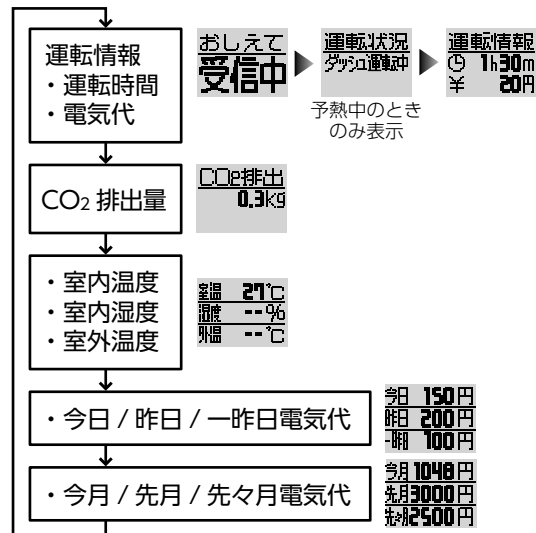 運転情報
・運転時間
・電気代
おしえて
受信中
運転状況
ダッシュ運転中
予熱中のとき
のみ表示
運転情報
1h30m
¥ 20円
CO₂ 排出量
CO2排出
0.3kg
・室内温度
・室内湿度
・室外温度
室温 27℃
湿度 --%
外温 --℃
・今日 / 昨日 / 一昨日電気代
今日 150円
昨日 200円
一昨日 100円
・今月 / 先月 / 先々月電気代
今月 1048円
先月 3000円
先々月 2500円